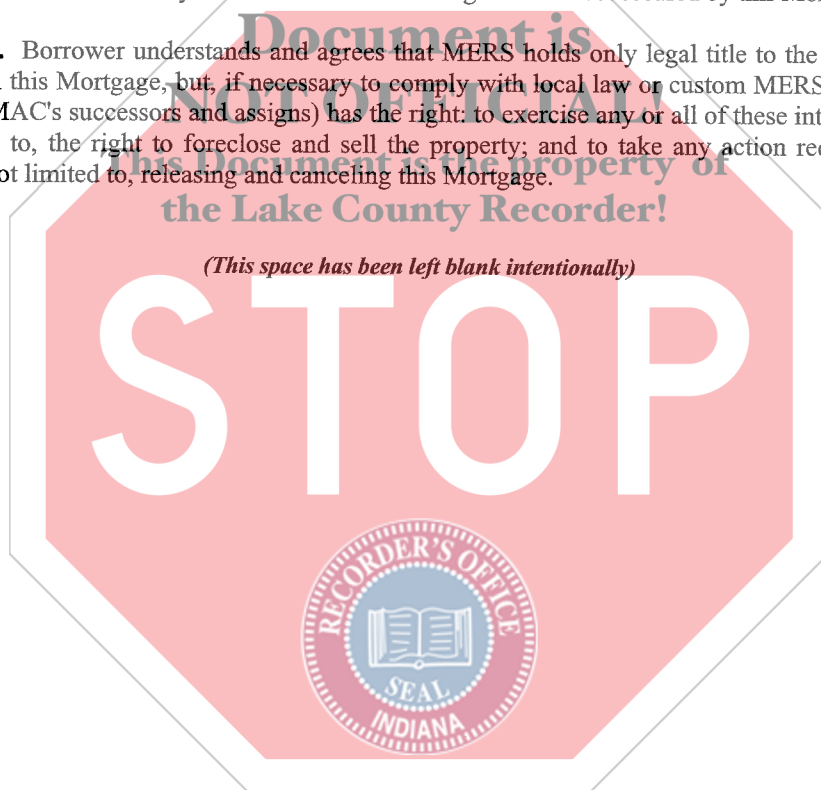 Document is
. Borrower understands and agrees that MERS holds only legal title to the
this Mortgage, but, if necessary to comply with local law or custom MERS
NOT OFFICIAL!
MAC's successors and assigns) has the right: to exercise any or all of these int
to, the right to foreclose and sell the property; and to take any action rec
This Document is the property of
ot limited to, releasing and canceling this Mortgage.
the Lake County Recorder!
(This space has been left blank intentionally)
STOP
RECORDER'S OFFICE
SEAL
INDIANA